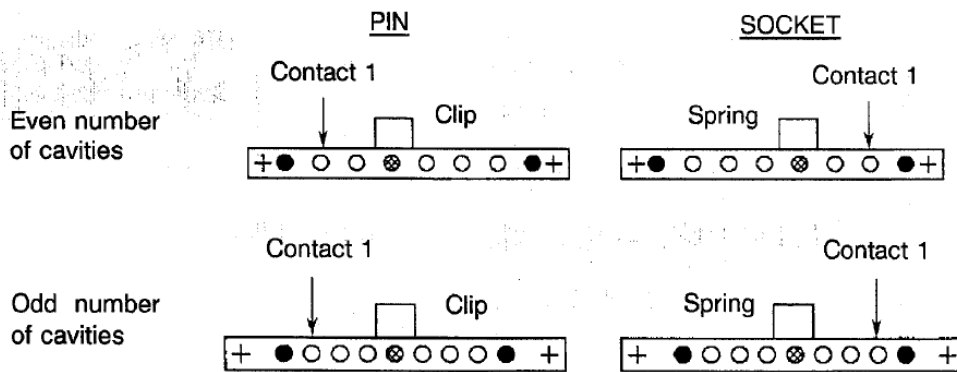 PIN
SOCKET
Contact 1
Contact 1
Clip
Spring
Even number
of cavities
Contact 1
Contact 1
Odd number
of cavities
Clip
Spring